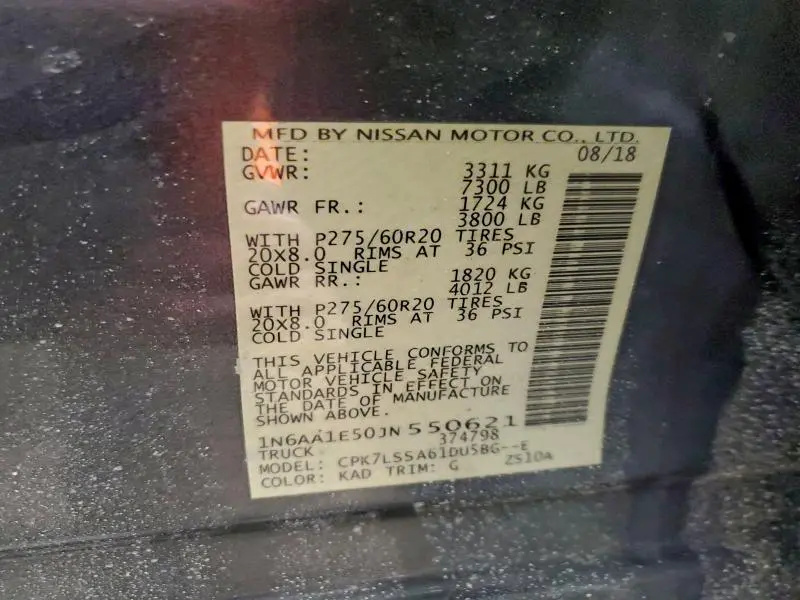 MFD BY NISSAN MOTOR CO., LTD.
DATE: 08/18
GVWR: 3311 KG
7300 LB
GAWR FR.: 1724 KG
3800 LB
WITH P275/60R20 TIRES
20X8.0 RIMS AT 36 PSI
COLD SINGLE
GAWR RR.: 1820 KG
4012 LB
WITH P275/60R20 TIRES
20X8.0 RIMS AT 36 PSI
COLD SINGLE
THIS VEHICLE CONFORMS TO
ALL APPLICABLE FEDERAL
MOTOR VEHICLE SAFETY
STANDARDS IN EFFECT ON
THE DATE OF MANUFACTURE
SHOWN ABOVE.
1N6AA1E50JN550621
TRUCK 374798
MODEL: CPK7LSSA61DU5BG--E
COLOR: KAD TRIM: G ZS10A